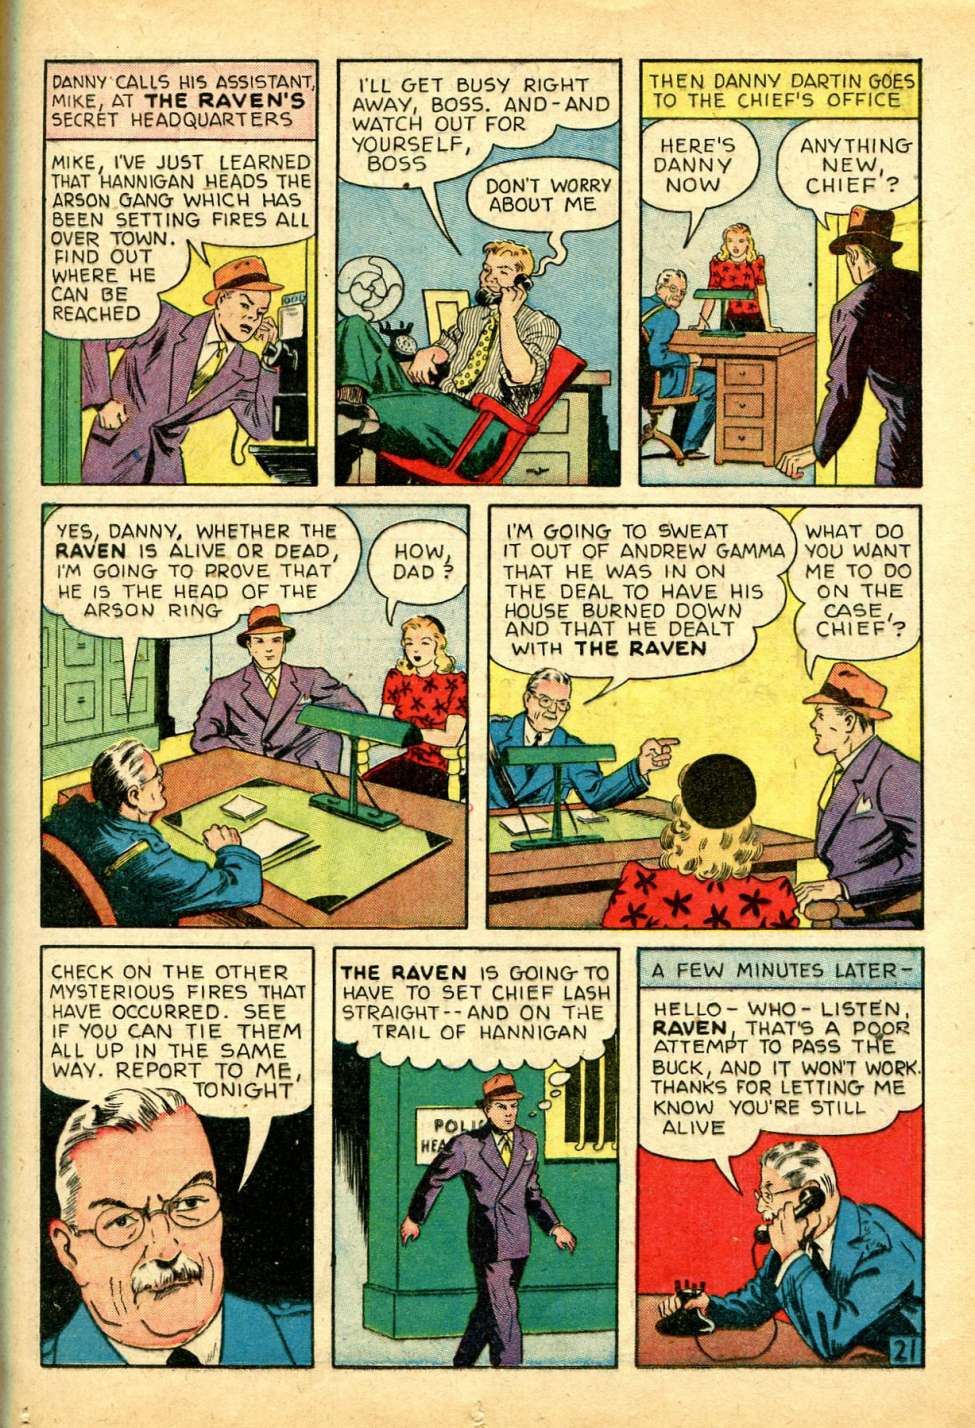 DANNY CALLS HIS ASSISTANT,
MIKE, AT THE RAVEN'S
SECRET HEADQUARTERS
MIKE, I'VE JUST LEARNED
THAT HANNIGAN HEADS THE
ARSON GANG WHICH HAS
BEEN SETTING FIRES ALL
OVER TOWN.
FIND OUT
WHERE HE
CAN BE
REACHED
I'LL GET BUSY RIGHT
AWAY, BOSS. AND-AND
WATCH OUT FOR
YOURSELF,
BOSS
DON'T WORRY
ABOUT ME
THEN DANNY DARTIN GOES
TO THE CHIEF'S OFFICE
HERE'S
DANNY
NOW
ANYTHING
NEW,
CHIEF?
YES, DANNY, WHETHER THE
RAVEN IS ALIVE OR DEAD,
I'M GOING TO PROVE THAT
HE IS THE HEAD OF THE
ARSON RING
HOW,
DAD?
I'M GOING TO SWEAT
IT OUT OF ANDREW GAMMA
THAT HE WAS IN ON
THE DEAL TO HAVE HIS
HOUSE BURNED DOWN
AND THAT HE DEALT
WITH THE RAVEN
WHAT DO
YOU WANT
ME TO DO
ON THE
CASE,
CHIEF?
CHECK ON THE OTHER
MYSTERIOUS FIRES THAT
HAVE OCCURRED. SEE
IF YOU CAN TIE THEM
ALL UP IN THE SAME
WAY. REPORT TO ME,
TONIGHT
THE RAVEN IS GOING TO
HAVE TO SET CHIEF LASH
STRAIGHT--AND ON THE
TRAIL OF HANNIGAN
POLIC
HEA
A FEW MINUTES LATER-
HELLO-WHO-LISTEN,
RAVEN, THAT'S A POOR
ATTEMPT TO PASS THE
BUCK, AND IT WON'T WORK.
THANKS FOR LETTING ME
KNOW YOU'RE STILL
ALIVE
21